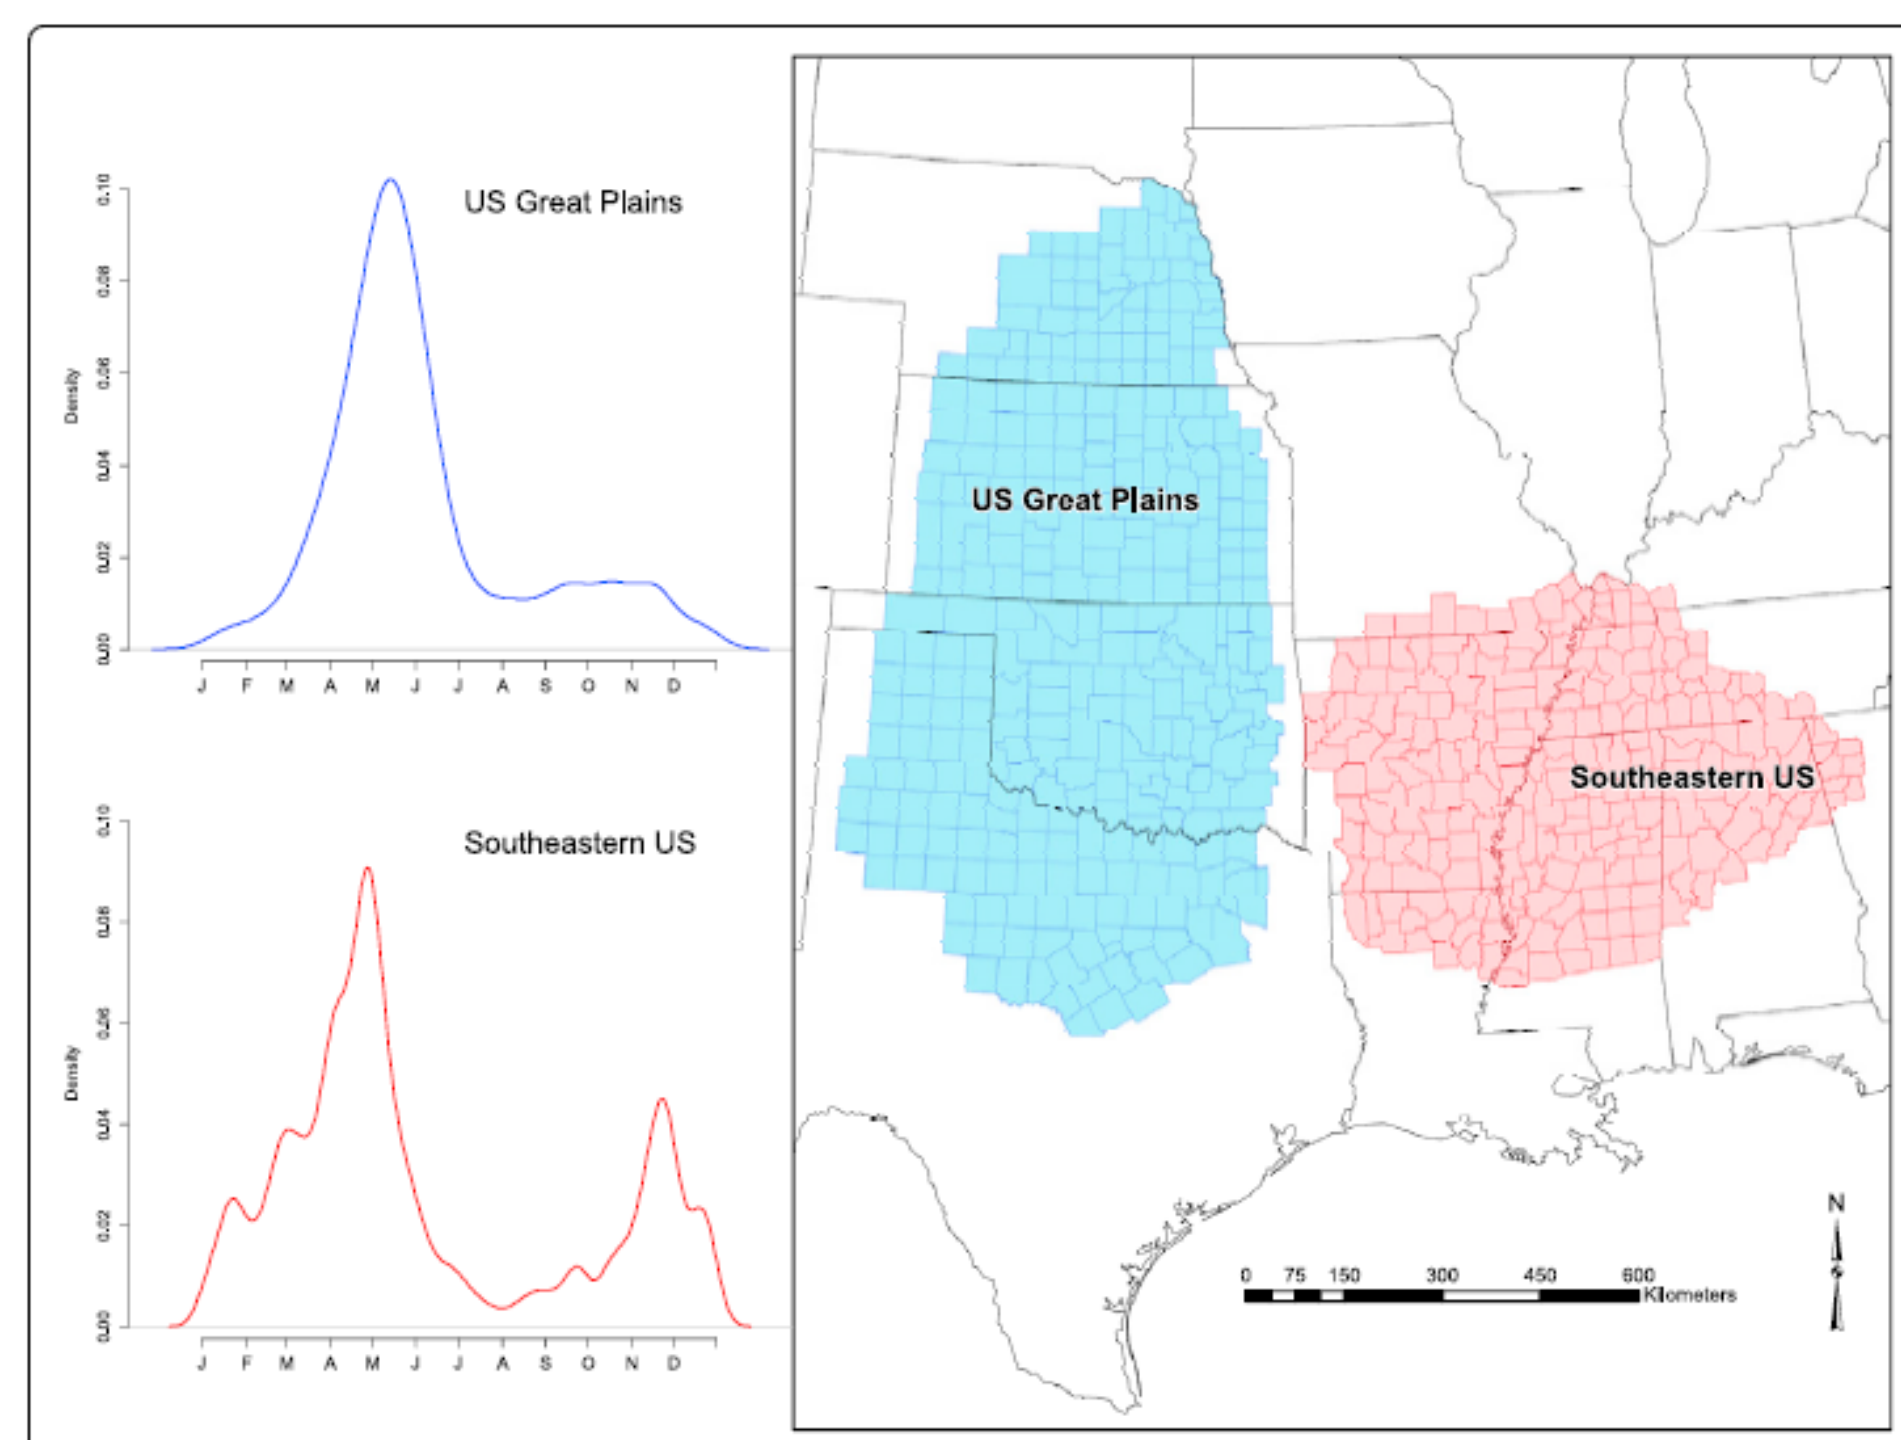 US Great Plains
Density
0.10
0.08
0.06
0.04
0.02
0.00
J F M A M J J A S O N D
Southeastern US
Density
0.10
0.08
0.06
0.04
0.02
0.00
J F M A M J J A S O N D
US Great Plains
Southeastern US
N
0 75 150 300 450 600
Kilometers